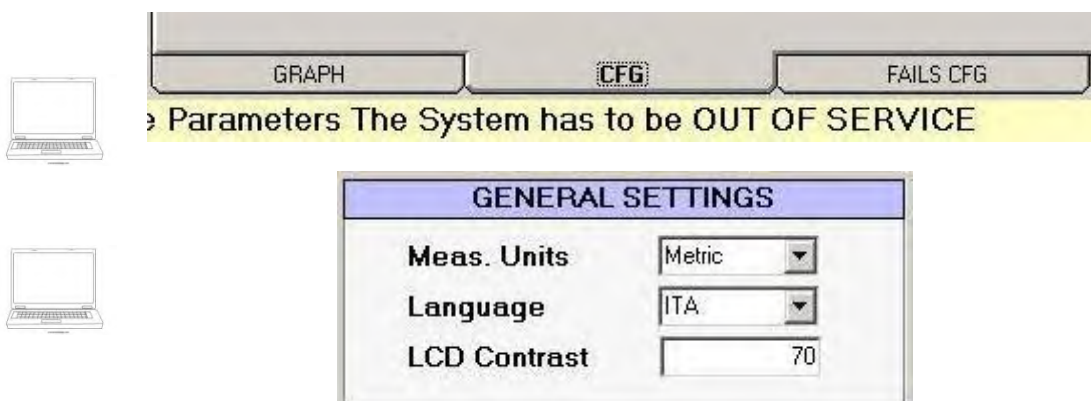 GRAPH CFG FAILS CFG
Parameters The System has to be OUT OF SERVICE
GENERAL SETTINGS
Meas. Units Metric
Language ITA
LCD Contrast 70